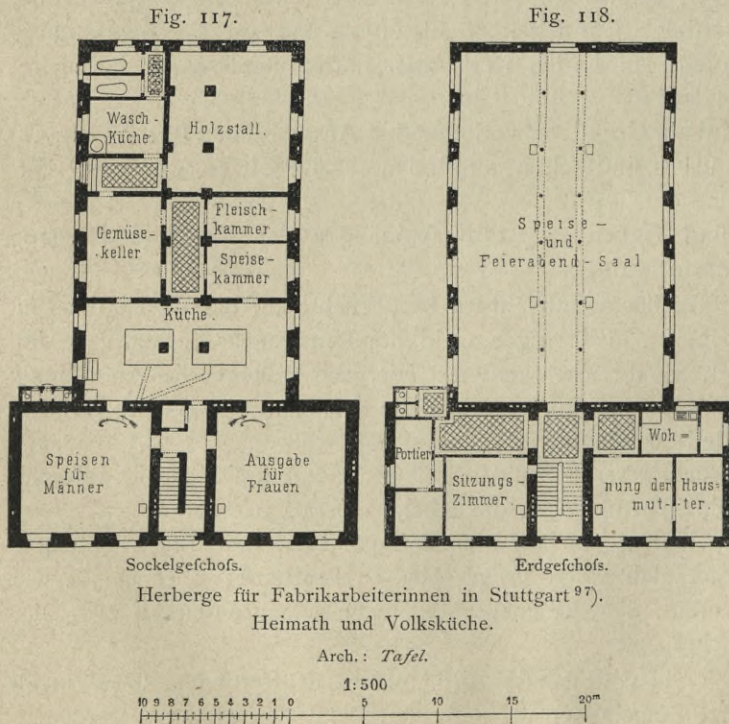 Fig. 117.
Wasch-
Küche.
Holzstall.
Gemüse-
keller
Fleisch-
kammer
Speise-
kammer
Küche.
Speisen
für
Männer
Ausgabe
für
Frauen
Sockelgeſchoſs.
Fig. 118.
Speise-
und
Feierabend-Saal
Portier
Sitzungs-
Zimmer.
Woh=
nung der Haus-
mut- ter.
Erdgeſchoſs.
Herberge für Fabrikarbeiterinnen in Stuttgart 97).
Heimath und Volksküche.
Arch.: Tafel.
1:500
10 9 8 7 6 5 4 3 2 1 0 5 10 15 20m